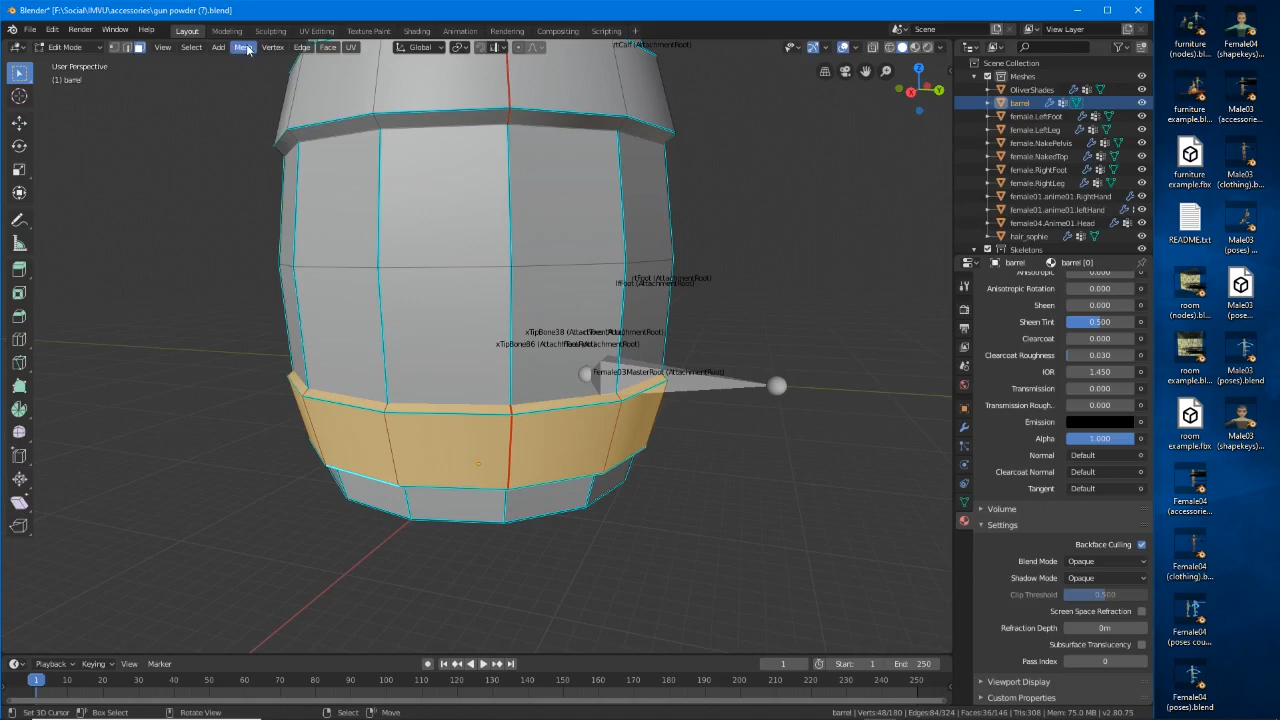 Blender* [F:\Social\IMVU\accessories\gun powder (7).blend]
File Edit Render Window Help Layout Modeling Sculpting UV Editing Texture Paint Shading Animation Rendering Compositing Scripting + Scene View Layer
Edit Mode View Select Add Mesh Vertex Edge Face UV Global
User Perspective
(1) barrel
rtCalf (AttachmentRoot)
rtFoot (AttachmentRoot)
lfFoot (AttachmentRoot)
Female03MasterRoot (AttachmentRoot)
Scene Collection
Meshes
OliverShades
barrel
female.LeftFoot
female.LeftLeg
female.NakePelvis
female.NakedTop
female.RightFoot
female.RightLeg
female01.anime01.RightHand
female01.anime01.leftHand
female04.Anime01.Head
hair_sophie
Skeletons
barrel barrel [0]
Anisotropic 0.000
Anisotropic Rotation 0.000
Sheen 0.000
Sheen Tint 0.500
Clearcoat 0.000
Clearcoat Roughness 0.030
IOR 1.450
Transmission 0.000
Transmission Rough.. 0.000
Emission
Alpha 1.000
Normal Default
Clearcoat Normal Default
Tangent Default
Volume
Settings
Backface Culling
Blend Mode Opaque
Shadow Mode Opaque
Clip Threshold 0.500
Screen Space Refraction
Refraction Depth 0m
Subsurface Translucency
Pass Index 0
Viewport Display
Custom Properties
Playback Keying View Marker 1 Start: 1 End: 250
1 10 20 30 40 50 60 70 80 90 100 110 120 130 140 150 160 170 180 190 200 210 220 230 240 250
Set 3D Cursor Box Select Rotate View Select Move barrel | Verts:48/180 | Edges:84/324 | Faces:36/146 | Tris:308 | Mem: 75.0 MB | v2.80.75
furniture
(nodes).bl...
Female04
(shapekeys)...
furniture
example.bl...
Male03
(accessorie...
furniture
example.fbx
Male03
(clothing).b...
README.txt
Male03
(poses) ...
room
(nodes).bl...
Male03
(pose...
room
example.bl...
Male03
(poses).blend
room
example.fbx
Male03
(shapekeys)...
Female04
(accessorie...
Female04
(clothing).b...
Female04
(poses cou...
Female04
(poses).blend